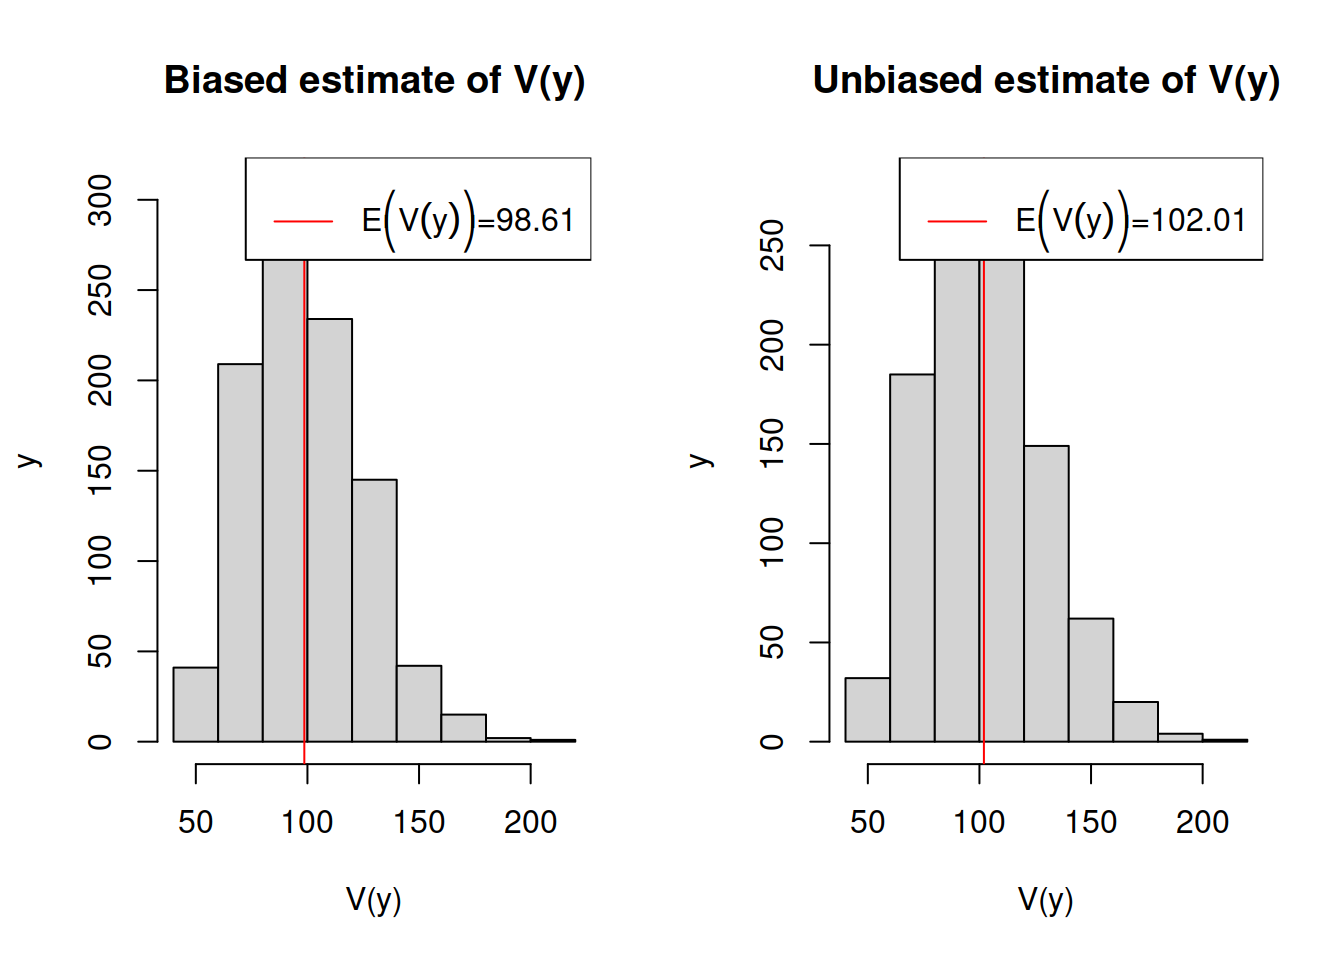 Biased estimate of V(y)
E(V(y))=98.61
300
250
200
150
100
50
0
y
50 100 150 200
V(y)
Unbiased estimate of V(y)
E(V(y))=102.01
250
200
150
100
50
0
y
50 100 150 200
V(y)